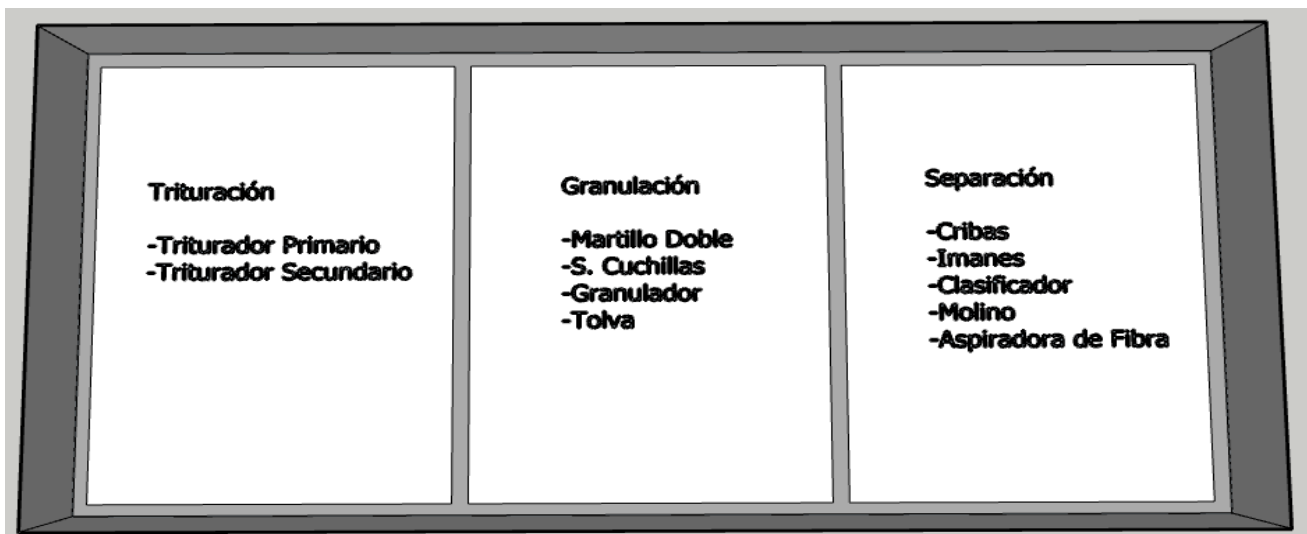 Trituración
-Triturador Primario
-Triturador Secundario
Granulación
-Martillo Doble
-S. Cuchillas
-Granulador
-Tolva
Separación
-Cribas
-Imanes
-Clasificador
-Molino
-Aspiradora de Fibra